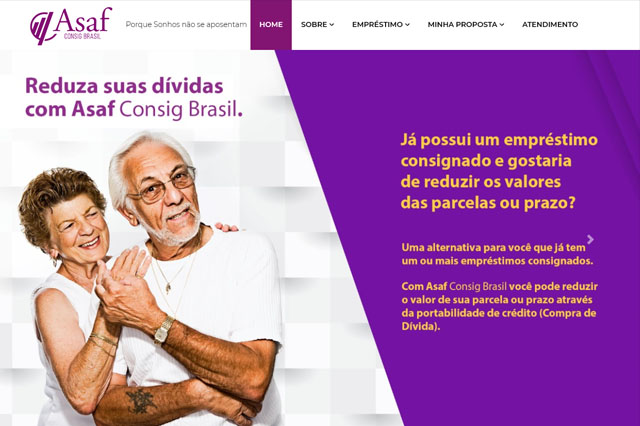 Asaf
CONSIG BRASIL
Porque Sonhos não se aposentam
HOME
SOBRE
EMPRÉSTIMO
MINHA PROPOSTA
ATENDIMENTO
Reduza suas dívidas
com Asaf Consig Brasil.
Já possui um empréstimo
consignado e gostaria
de reduzir os valores
das parcelas ou prazo?
Uma alternativa para você que já tem
um ou mais empréstimos consignados.
Com Asaf Consig Brasil você pode reduzir
o valor de sua parcela ou prazo através
da portabilidade de crédito (Compra de
Dívida).